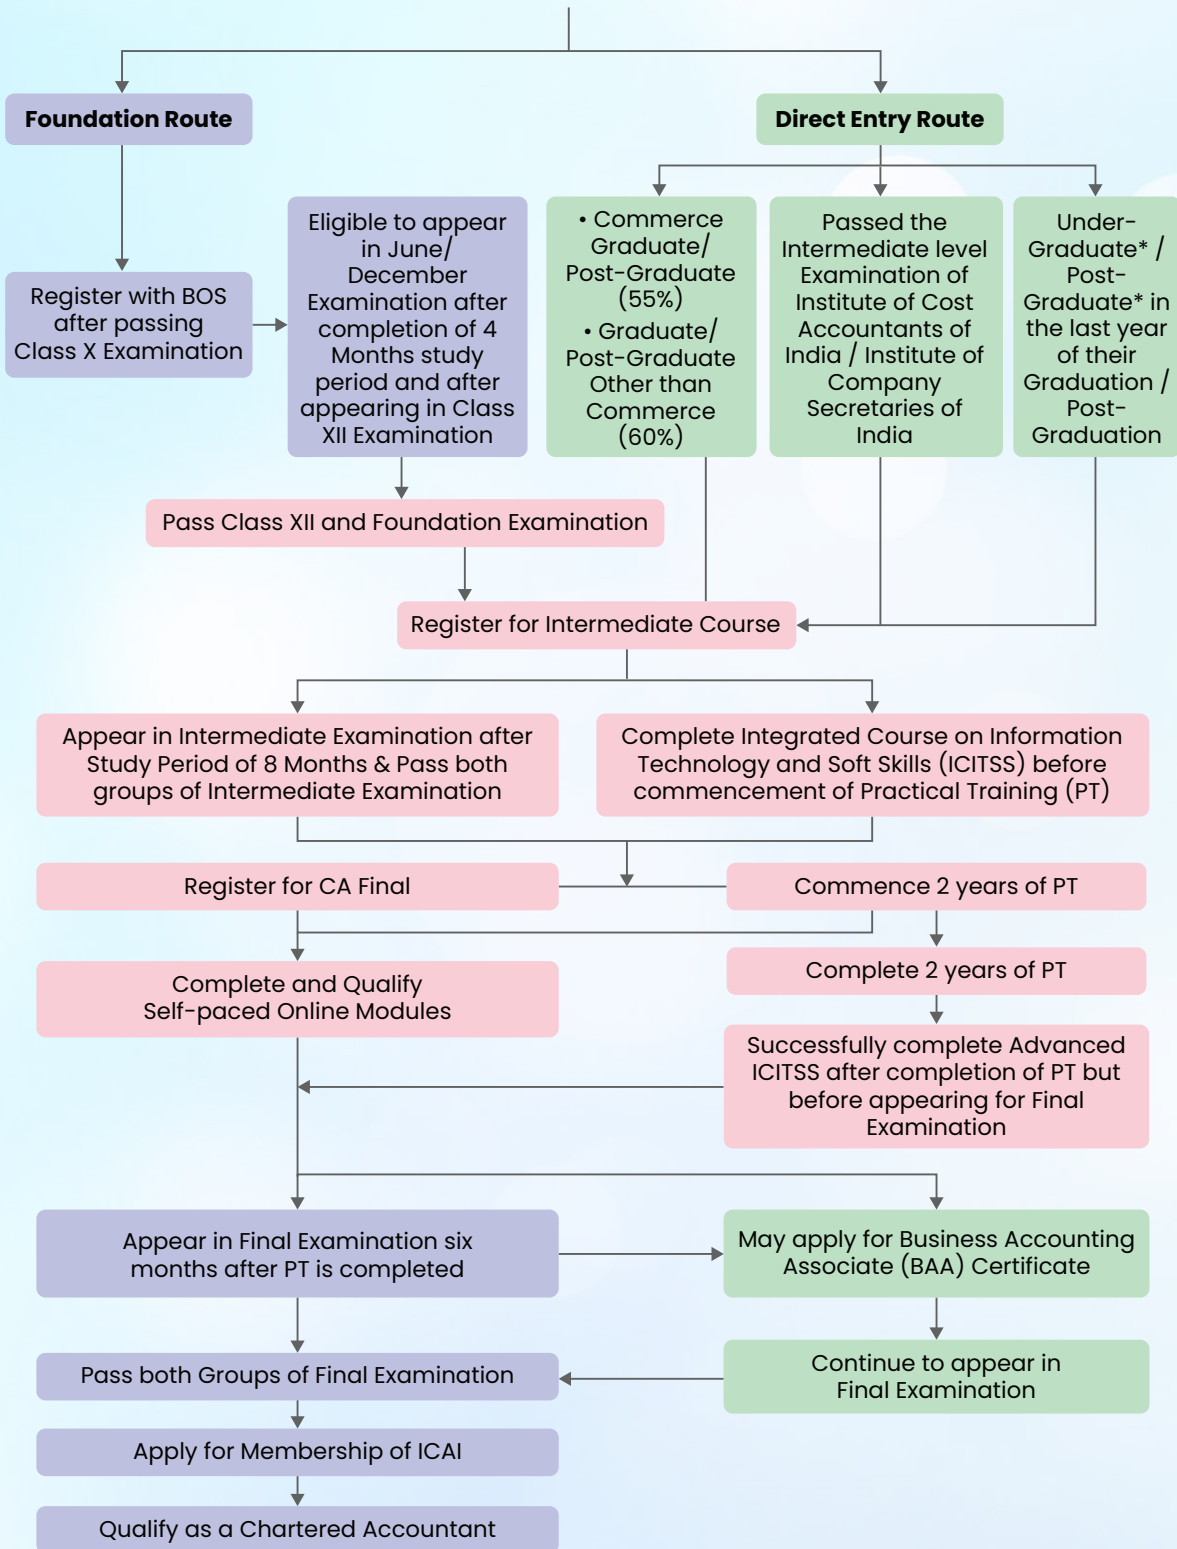 Foundation Route
Direct Entry Route
Register with BOS
after passing
Class X Examination
Eligible to appear
in June/
December
Examination after
completion of 4
Months study
period and after
appearing in Class
XII Examination
• Commerce
Graduate/
Post-Graduate
(55%)
• Graduate/
Post-Graduate
Other than
Commerce
(60%)
Passed the
Intermediate level
Examination of
Institute of Cost
Accountants of
India / Institute of
Company
Secretaries of
India
Under-
Graduate* /
Post-
Graduate* in
the last year
of their
Graduation /
Post-
Graduation
Pass Class XII and Foundation Examination
Register for Intermediate Course
Appear in Intermediate Examination after
Study Period of 8 Months & Pass both
groups of Intermediate Examination
Complete Integrated Course on Information
Technology and Soft Skills (ICITSS) before
commencement of Practical Training (PT)
Register for CA Final
Commence 2 years of PT
Complete and Qualify
Self-paced Online Modules
Complete 2 years of PT
Successfully complete Advanced
ICITSS after completion of PT but
before appearing for Final
Examination
Appear in Final Examination six
months after PT is completed
May apply for Business Accounting
Associate (BAA) Certificate
Pass both Groups of Final Examination
Continue to appear in
Final Examination
Apply for Membership of ICAI
Qualify as a Chartered Accountant